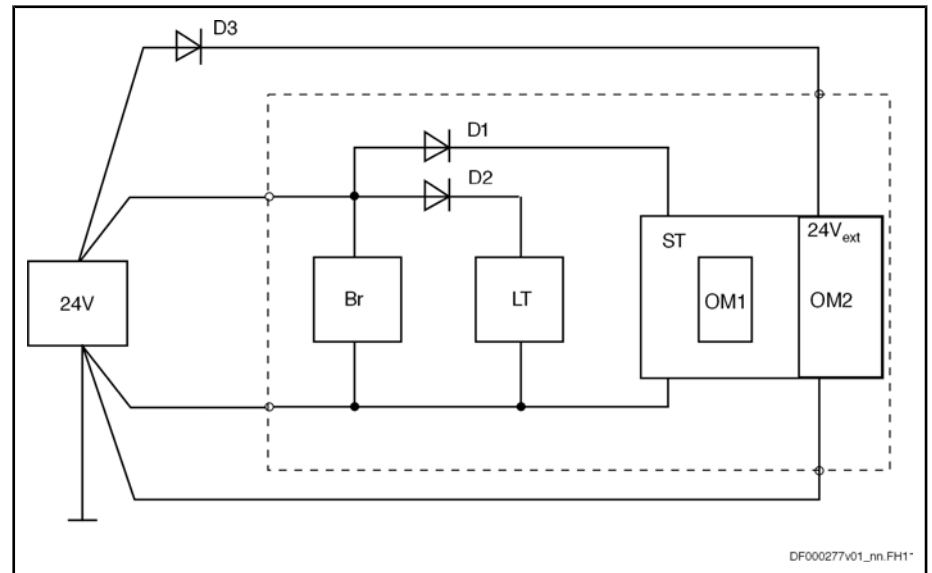 D3
D1
D2
24V
Br
LT
ST
OM1
24Vext
OM2
DF000277v01_nn.FH1